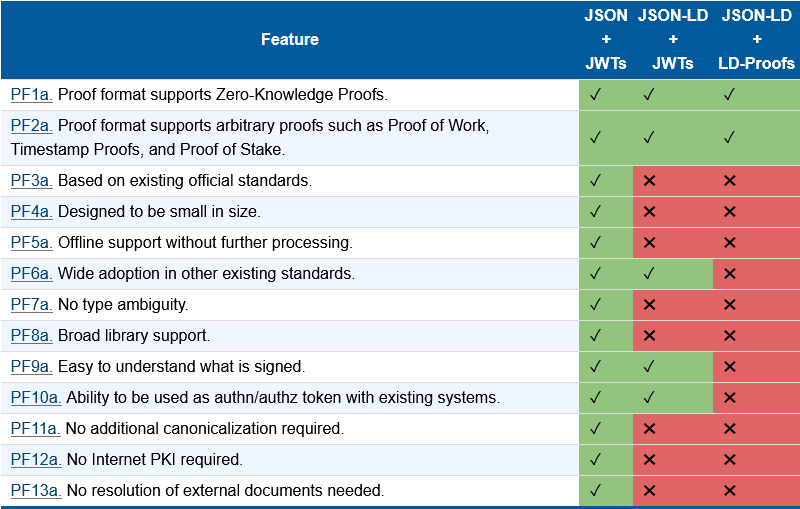 Feature JSON + JWTs JSON-LD + JWTs JSON-LD + LD-Proofs
PF1a. Proof format supports Zero-Knowledge Proofs. ✓ ✓ ✓
PF2a. Proof format supports arbitrary proofs such as Proof of Work,
Timestamp Proofs, and Proof of Stake. ✓ ✓ ✓
PF3a. Based on existing official standards. ✓ ✕ ✕
PF4a. Designed to be small in size. ✓ ✕ ✕
PF5a. Offline support without further processing. ✓ ✕ ✕
PF6a. Wide adoption in other existing standards. ✓ ✓ ✕
PF7a. No type ambiguity. ✓ ✕ ✕
PF8a. Broad library support. ✓ ✕ ✕
PF9a. Easy to understand what is signed. ✓ ✓ ✕
PF10a. Ability to be used as authn/authz token with existing systems. ✓ ✓ ✕
PF11a. No additional canonicalization required. ✓ ✕ ✕
PF12a. No Internet PKI required. ✓ ✕ ✕
PF13a. No resolution of external documents needed. ✓ ✕ ✕